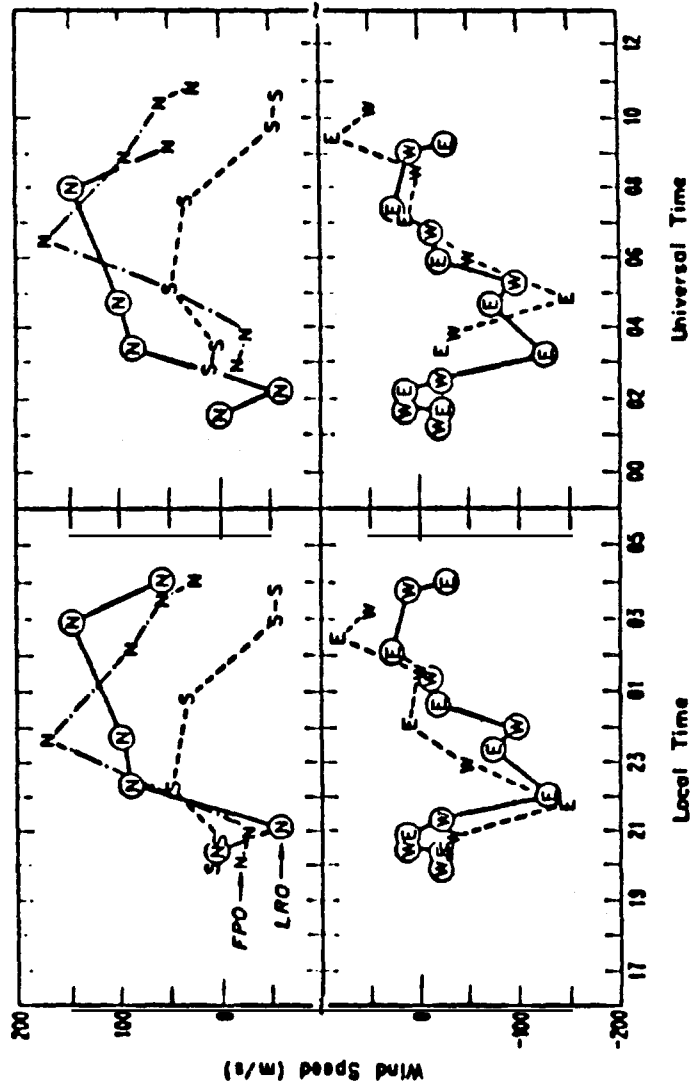 Wind Speed (m/s)
200
100
0
0
-100
-200
FPO
LRO
N N N N N N
N N N N N N
S S S S S-S
N N N N N N
N N N N N N
S S S S S-S
W E W E W E E W E W E W E
E W E W E W E W
W E W E W E E W E W E W E
E W E W E W E W
17 19 21 23 01 03 05
00 02 04 06 08 10 12
Local Time
Universal Time